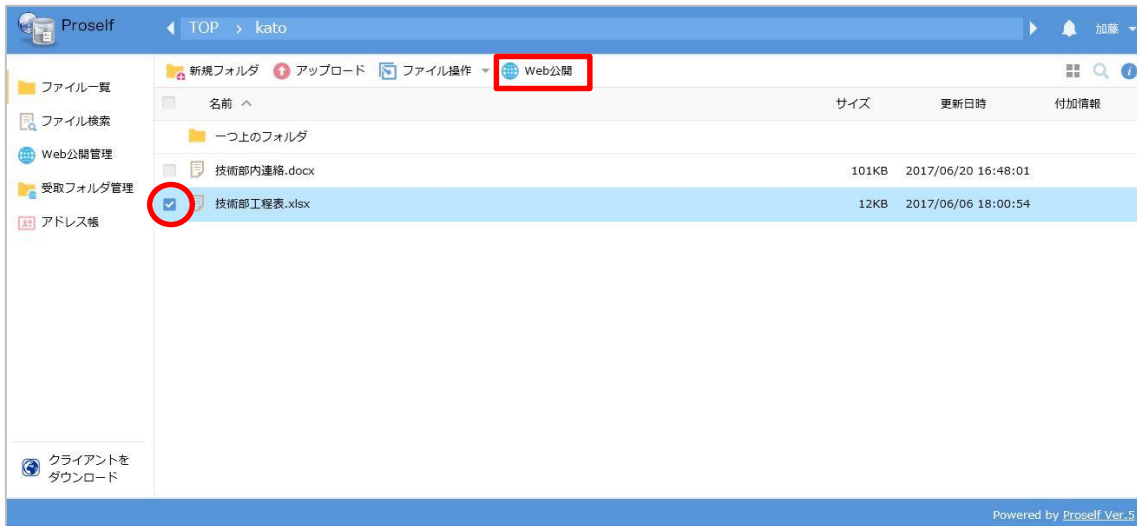 Proself
TOP > kato
加藤
新規フォルダ アップロード ファイル操作 Web公開
ファイル一覧
ファイル検索
Web公開管理
受取フォルダ管理
アドレス帳
名前 サイズ 更新日時 付加情報
一つ上のフォルダ
技術部内連絡.docx 101KB 2017/06/20 16:48:01
技術部工程表.xlsx 12KB 2017/06/06 18:00:54
クライアントを
ダウンロード
Powered by Proself Ver.5